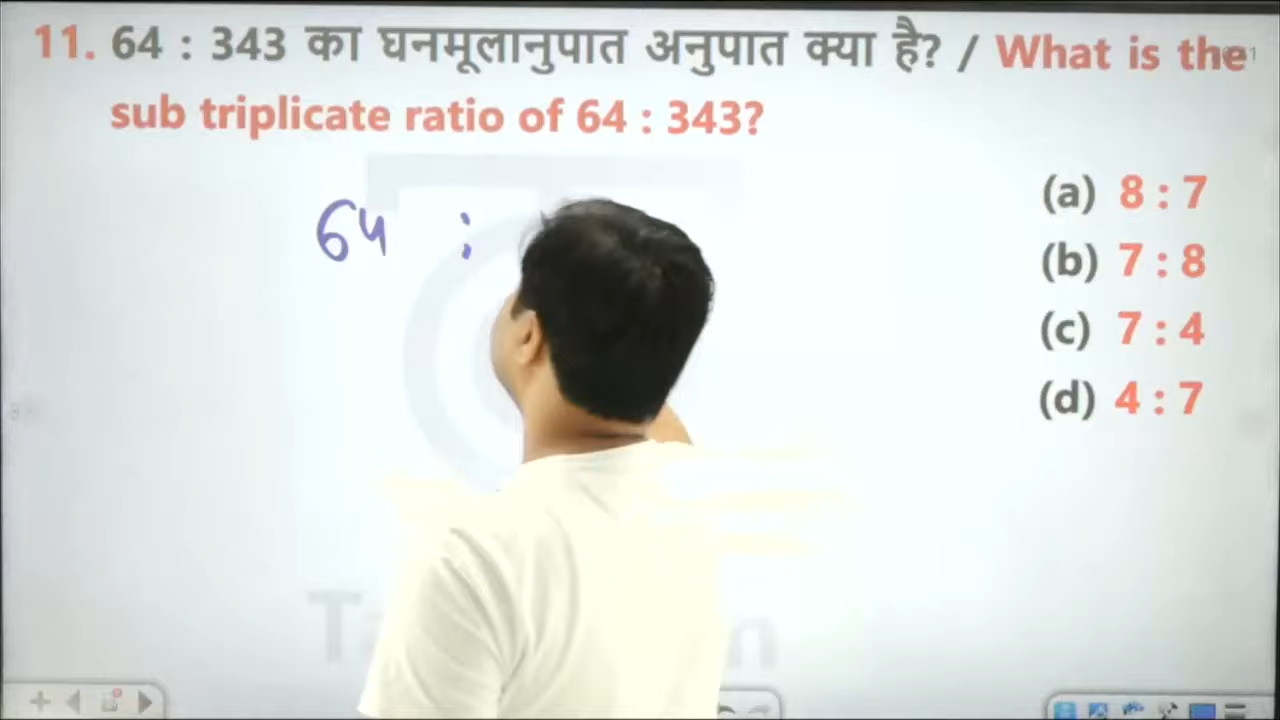 11. 64 : 343 का घनमूलानुपात अनुपात क्या है? / What is the
sub triplicate ratio of 64 : 343?
64 :
(a) 8 : 7
(b) 7 : 8
(c) 7 : 4
(d) 4 : 7